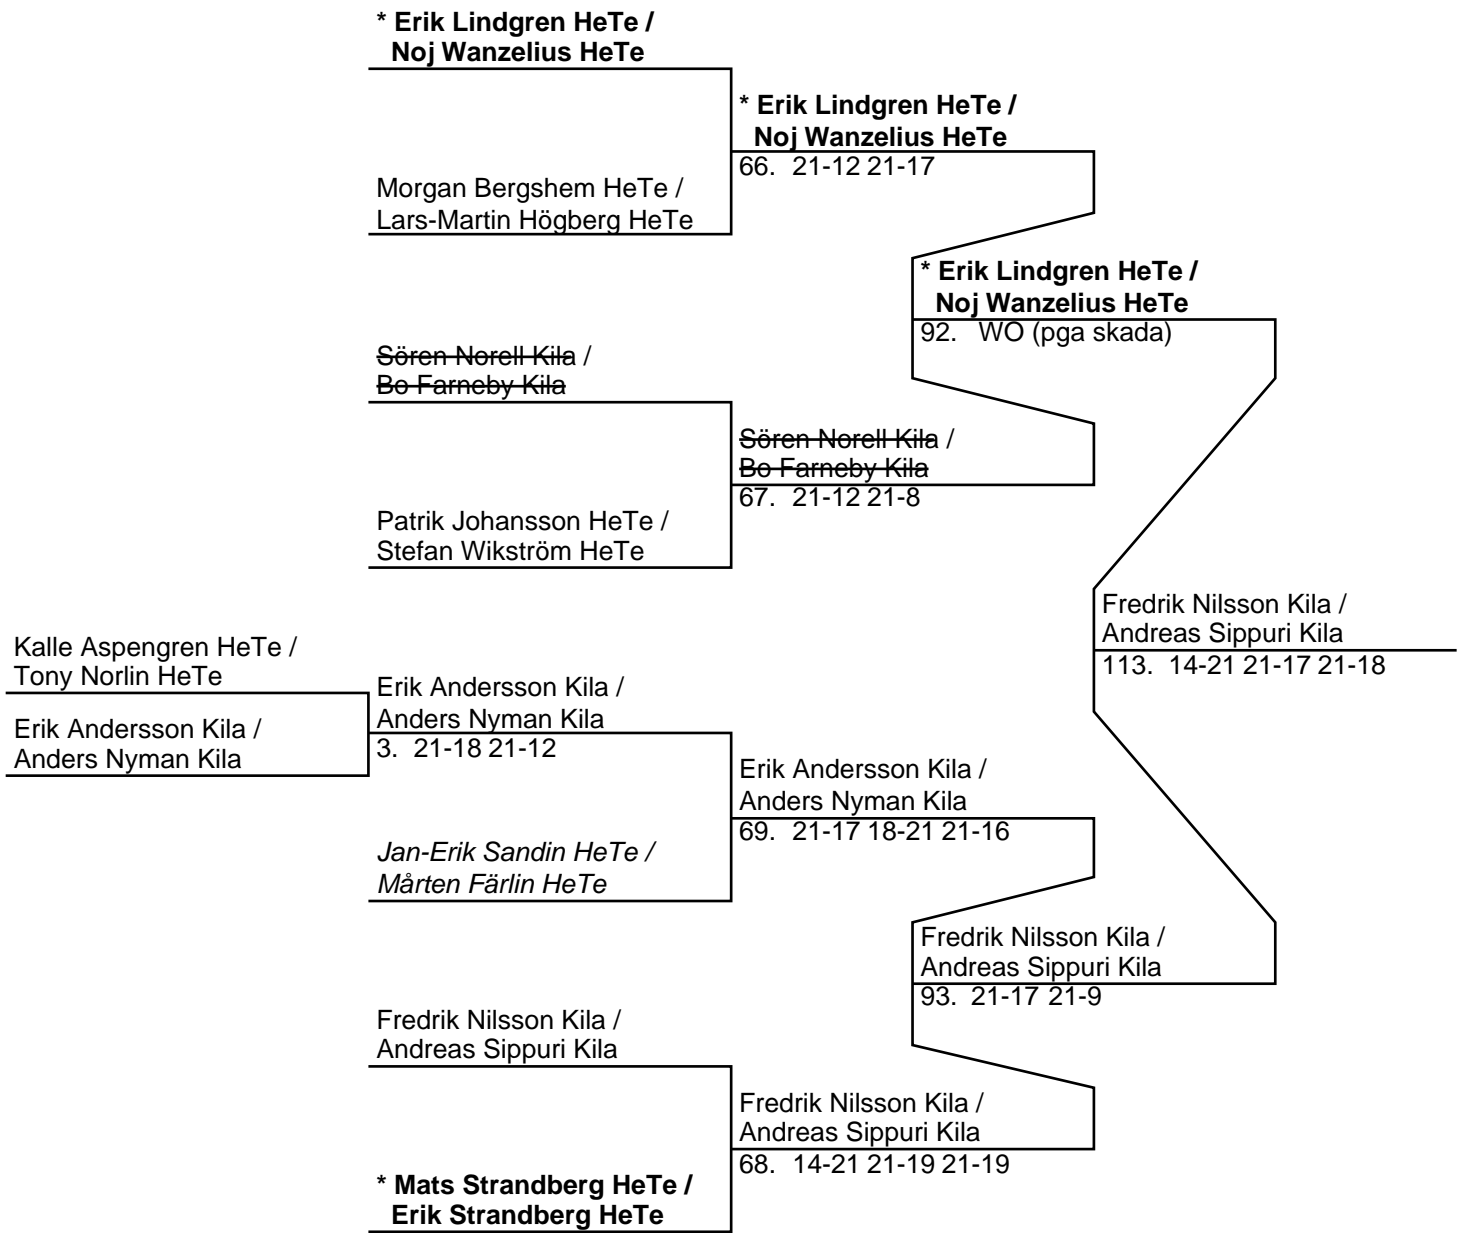 * Erik Lindgren HeTe /
Noj Wanzelius HeTe
* Erik Lindgren HeTe /
Noj Wanzelius HeTe
66. 21-12 21-17
Morgan Bergshem HeTe /
Lars-Martin Högberg HeTe
* Erik Lindgren HeTe /
Noj Wanzelius HeTe
92. WO (pga skada)
Sören Norell Kila /
Bo Farneby Kila
Sören Norell Kila /
Bo Farneby Kila
67. 21-12 21-8
Patrik Johansson HeTe /
Stefan Wikström HeTe
Fredrik Nilsson Kila /
Andreas Sippuri Kila
113. 14-21 21-17 21-18
Kalle Aspengren HeTe /
Tony Norlin HeTe
Erik Andersson Kila /
Anders Nyman Kila
3. 21-18 21-12
Erik Andersson Kila /
Anders Nyman Kila
Erik Andersson Kila /
Anders Nyman Kila
69. 21-17 18-21 21-16
Jan-Erik Sandin HeTe /
Mårten Färlin HeTe
Fredrik Nilsson Kila /
Andreas Sippuri Kila
93. 21-17 21-9
Fredrik Nilsson Kila /
Andreas Sippuri Kila
Fredrik Nilsson Kila /
Andreas Sippuri Kila
68. 14-21 21-19 21-19
* Mats Strandberg HeTe /
Erik Strandberg HeTe